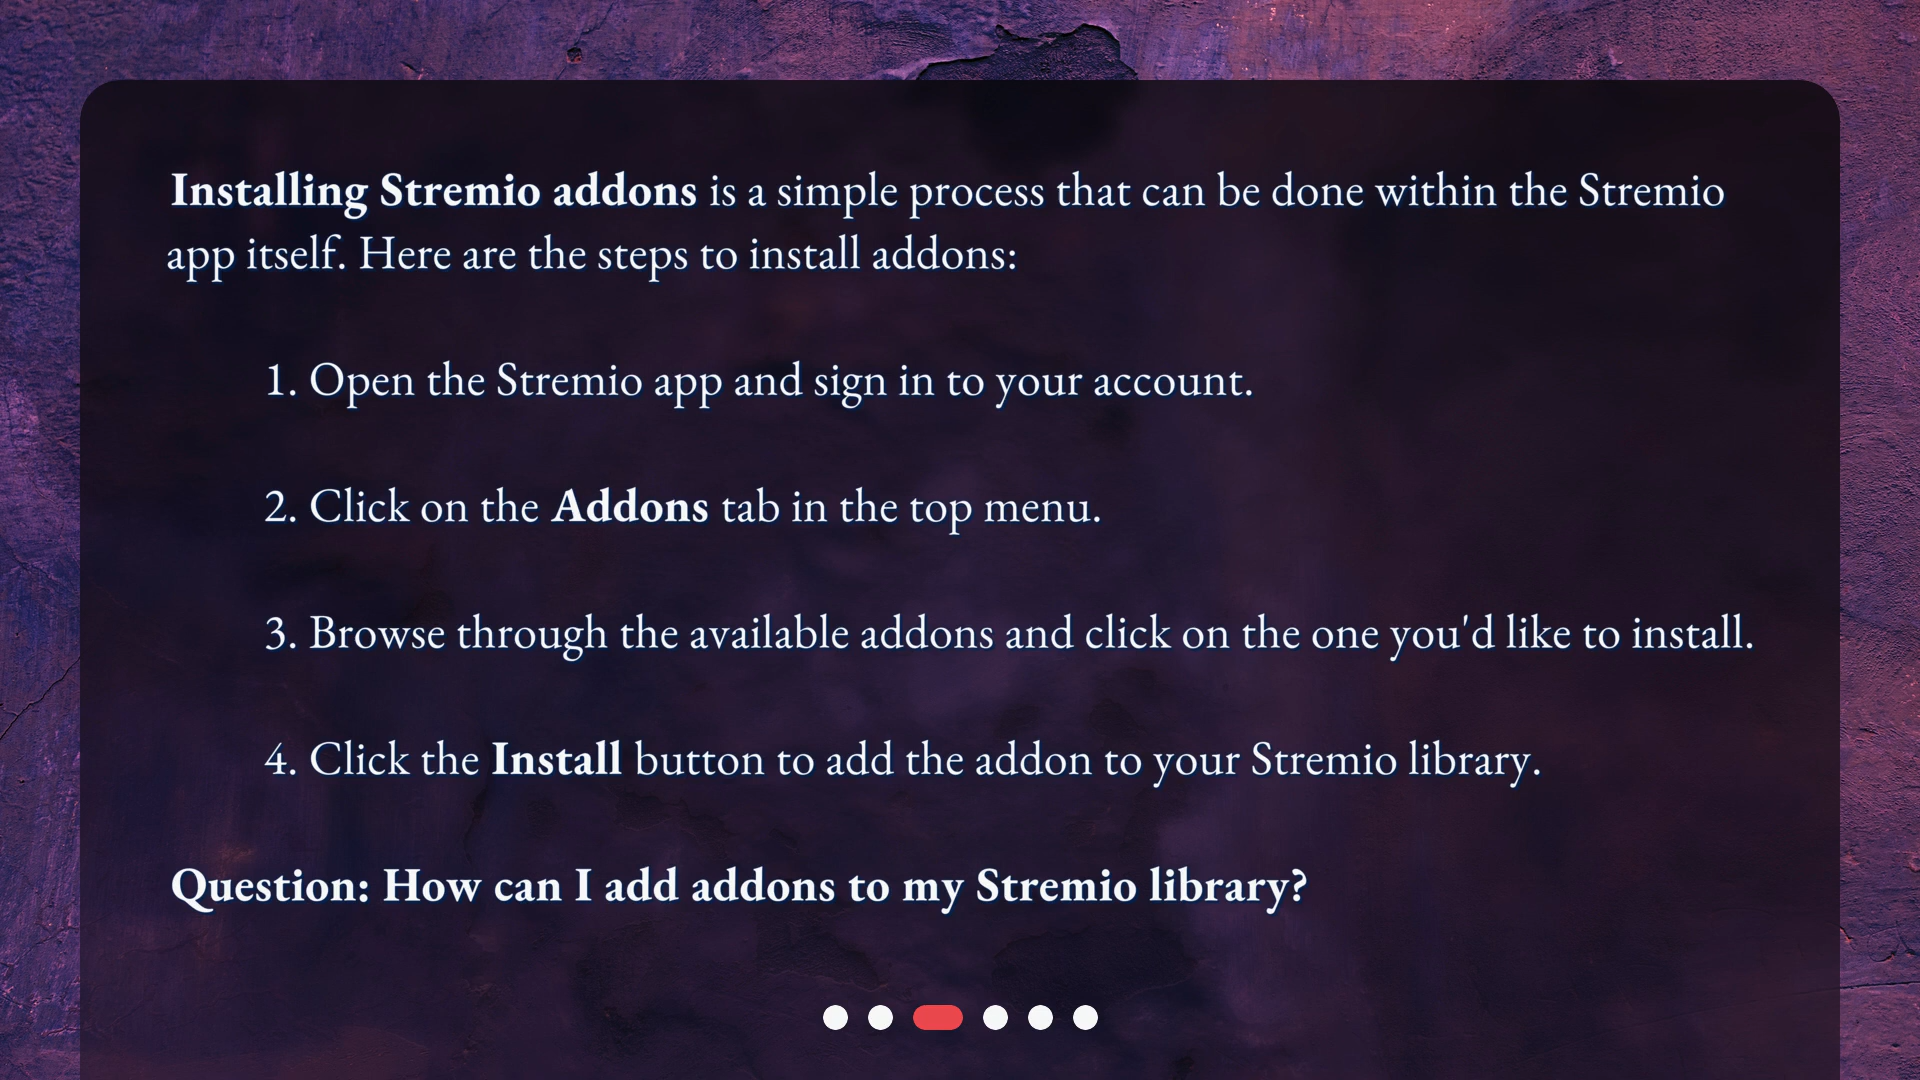 Installing Stremio addons is a simple process that can be done within the Stremio
app itself. Here are the steps to install addons:
1. Open the Stremio app and sign in to your account.
2. Click on the Addons tab in the top menu.
3. Browse through the available addons and click on the one you'd like to install.
4. Click the Install button to add the addon to your Stremio library.
Question: How can I add addons to my Stremio library?